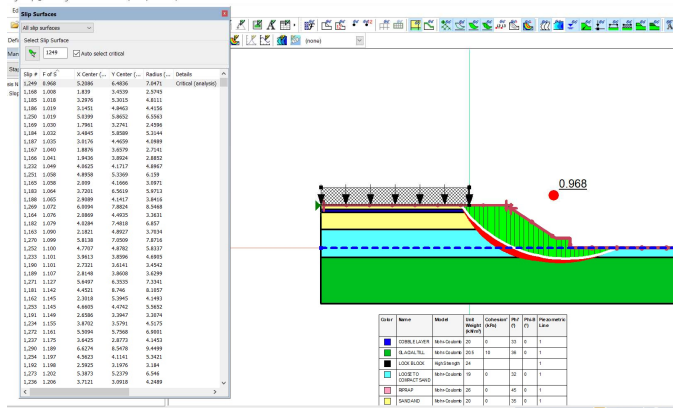 Slip Surfaces
All slip surfaces
Select Slip Surface
1249 Auto select critical
Slip # F of S X Center (... Y Center (... Radius (... Details
1,249 0.968 5.2086 6.4836 7.0471 Critical (analysis)
1,168 1.008 1.839 3.4539 2.5745
1,185 1.018 3.2976 5.3015 4.8111
1,186 1.019 3.1451 4.8463 4.4156
1,250 1.019 5.0399 5.8652 6.5563
1,169 1.030 1.7961 3.2741 2.4596
1,184 1.032 3.4845 5.8589 5.3144
1,187 1.035 3.0176 4.4659 4.0989
1,167 1.040 1.8876 3.6579 2.7141
1,166 1.041 1.9436 3.8924 2.8852
1,232 1.049 4.0625 4.1717 4.8967
1,251 1.058 4.8958 5.3369 6.159
1,165 1.058 2.009 4.1666 3.0971
1,183 1.064 3.7201 6.5619 5.9713
1,188 1.065 2.9089 4.1417 3.8416
1,269 1.072 6.0094 7.8824 8.5468
1,164 1.076 2.0869 4.4935 3.3631
1,182 1.079 4.0284 7.4818 6.857
1,163 1.090 2.1821 4.8927 3.7034
1,270 1.099 5.8138 7.0509 7.8716
1,252 1.100 4.7707 4.8782 5.8337
1,233 1.101 3.9613 3.8596 4.6905
1,190 1.101 2.7321 3.6141 3.4542
1,189 1.107 2.8148 3.8608 3.6299
1,271 1.127 5.6497 6.3535 7.3341
1,181 1.142 4.4521 8.746 8.1057
1,162 1.145 2.3018 5.3945 4.1493
1,253 1.145 4.6605 4.4742 5.5652
1,191 1.149 2.6586 3.3947 3.3074
1,234 1.155 3.8702 3.5791 4.5175
1,272 1.161 5.5094 5.7568 6.9001
1,237 1.175 3.6425 2.8773 4.1453
1,290 1.189 6.6274 8.5478 9.4499
1,254 1.197 4.5623 4.1141 5.3421
1,192 1.198 2.5925 3.1976 3.184
1,273 1.202 5.3873 5.2379 6.546
1,236 1.206 3.7121 3.0918 4.2489
(none)
0.968
Color Name Model Unit Weight (kN/m³) Cohesion' (kPa) Phi' (°) Phi-B (°) Piezometric Line
COBBLE LAYER Mohr-Coulomb 20 0 33 0 1
GLACIAL TILL Mohr-Coulomb 20.5 10 36 0 1
LOCK BLOCK High Strength 24 1
LOOSE TO COMPACT SAND Mohr-Coulomb 19 0 32 0 1
RIPRAP Mohr-Coulomb 26 0 45 0 1
SAND AND Mohr-Coulomb 20 0 35 0 1